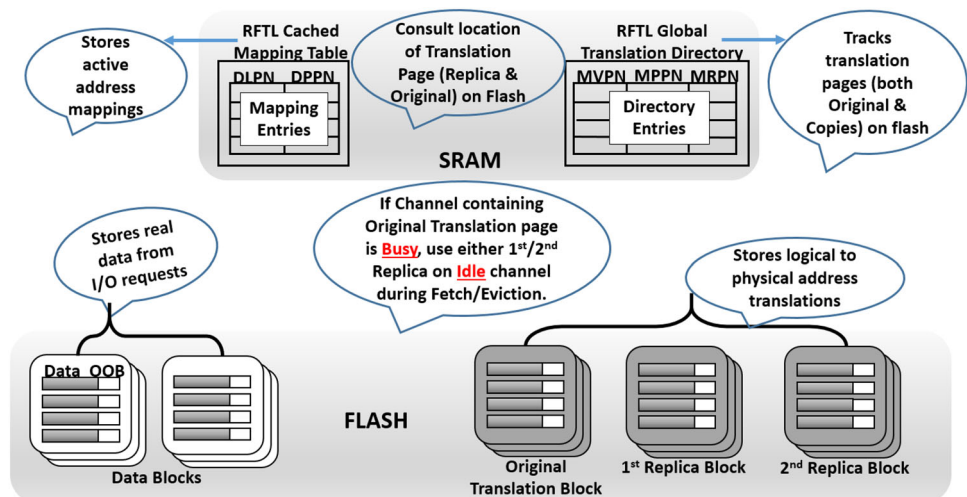 Stores
active
address
mappings
RFTL Cached
Mapping Table
DLPN DPPN
Mapping
Entries
Consult location
of Translation
Page (Replica &
Original) on Flash
RFTL Global
Translation Directory
MVPN MPPN MRPN
Directory
Entries
Tracks
translation
pages (both
Original &
Copies) on flash
SRAM
Stores real
data from
I/O requests
If Channel containing
Original Translation page
is Busy, use either 1st/2nd
Replica on Idle channel
during Fetch/Eviction.
Stores logical to
physical address
translations
Data OOB
Data Blocks
FLASH
Original
Translation Block
1st Replica Block
2nd Replica Block